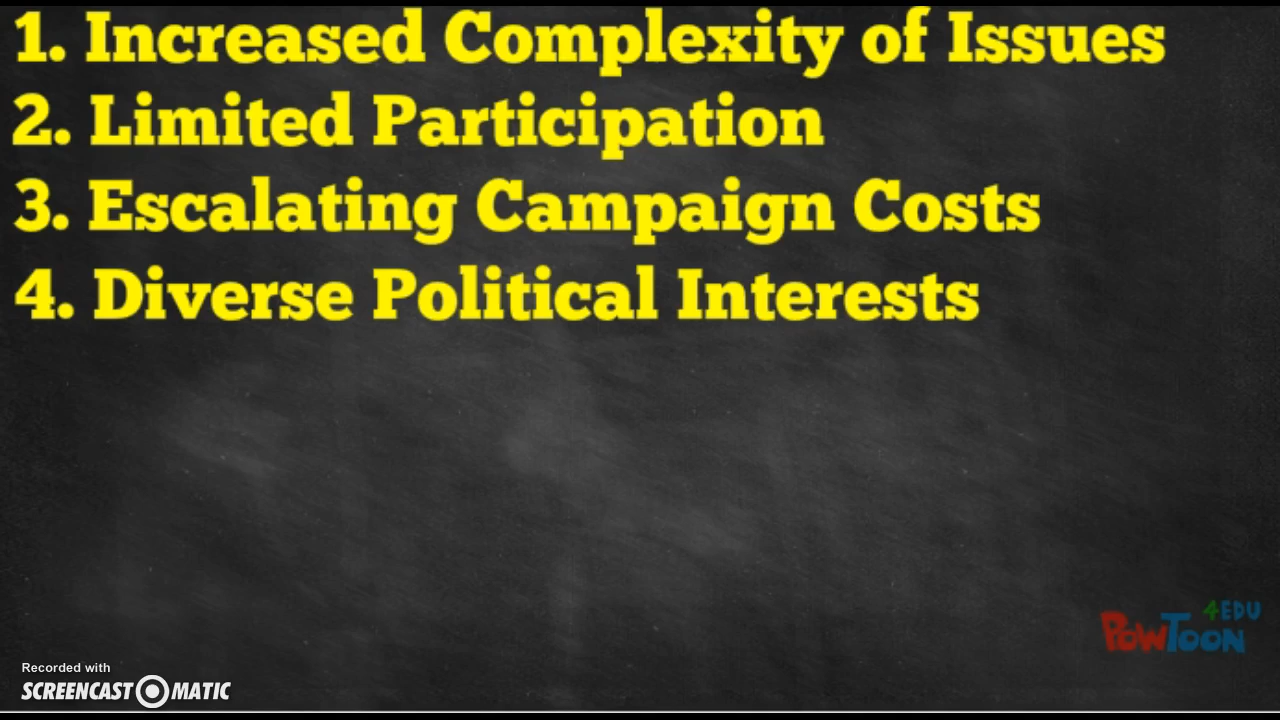 1. Increased Complexity of Issues
2. Limited Participation
3. Escalating Campaign Costs
4. Diverse Political Interests
4EDU
POWTOON
Recorded with
SCREENCAST MATIC